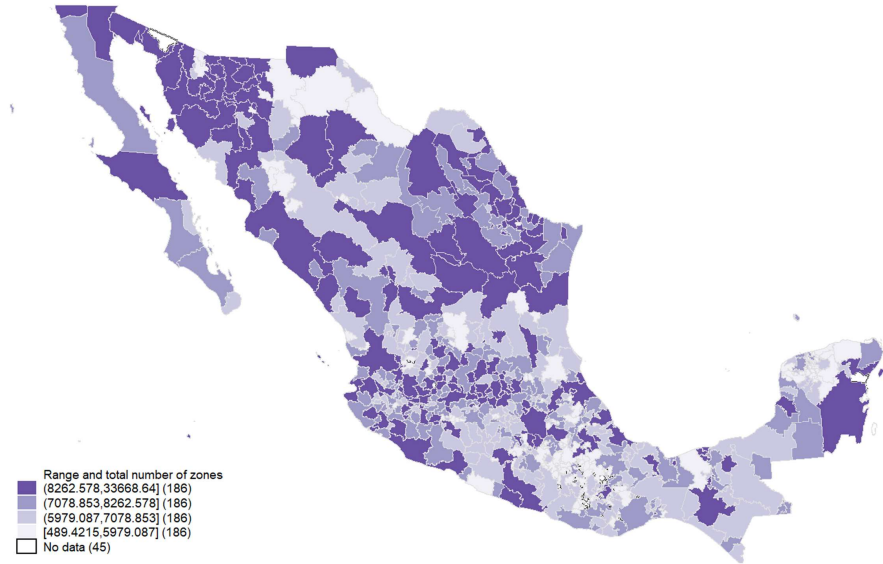 Range and total number of zones
(8262.578,33668.64] (186)
(7078.853,8262.578] (186)
(5979.087,7078.853] (186)
[489.4215,5979.087] (186)
No data (45)